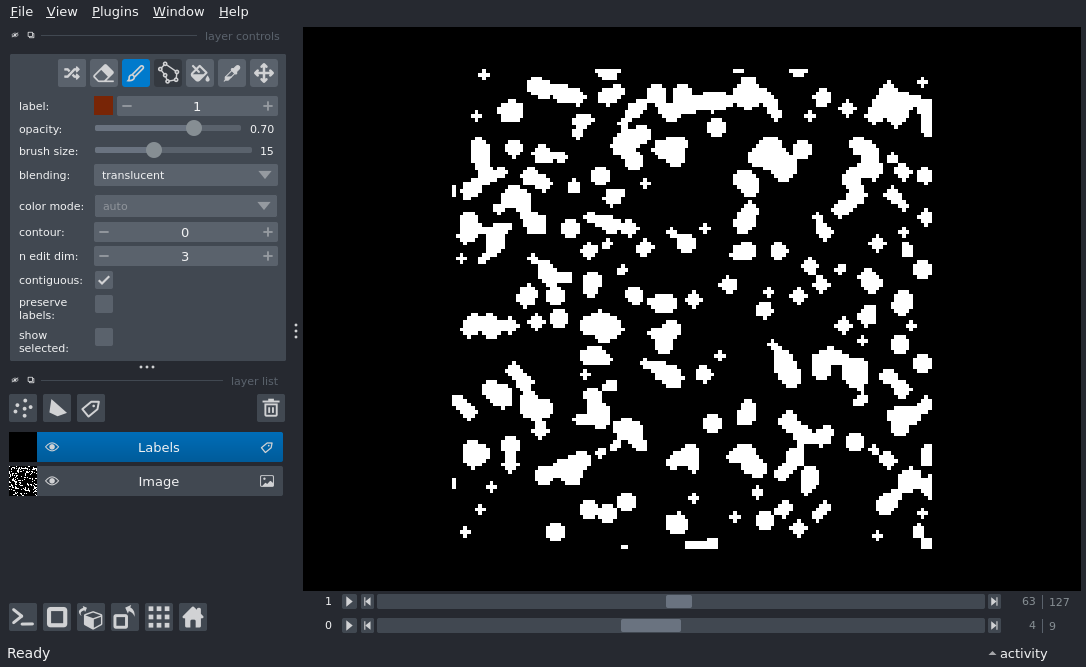 File View Plugins Window Help
layer controls
label: 1
opacity: 0.70
brush size: 15
blending: translucent
color mode: auto
contour: 0
n edit dim: 3
contiguous:
preserve
labels:
show
selected:
layer list
Labels
Image
1 63 127
0 4 9
Ready activity